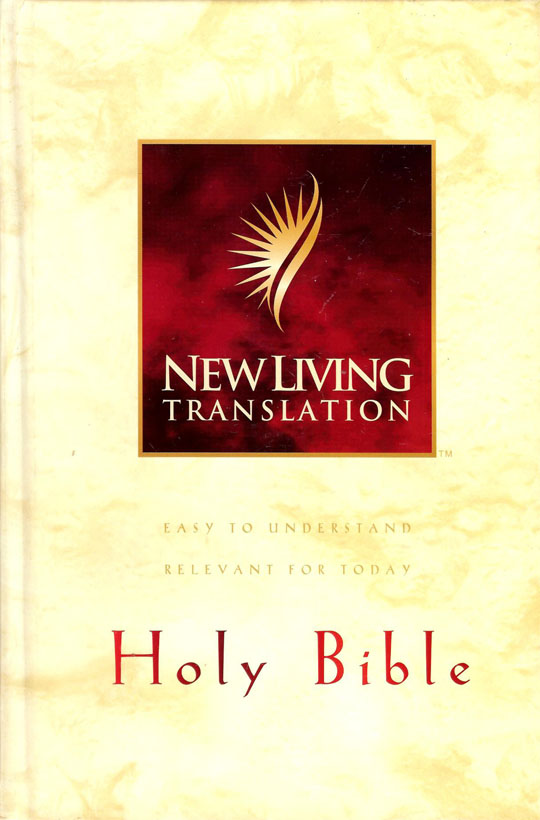 NEW LIVING
TRANSLATION
TM
EASY TO UNDERSTAND
RELEVANT FOR TODAY
Holy Bible